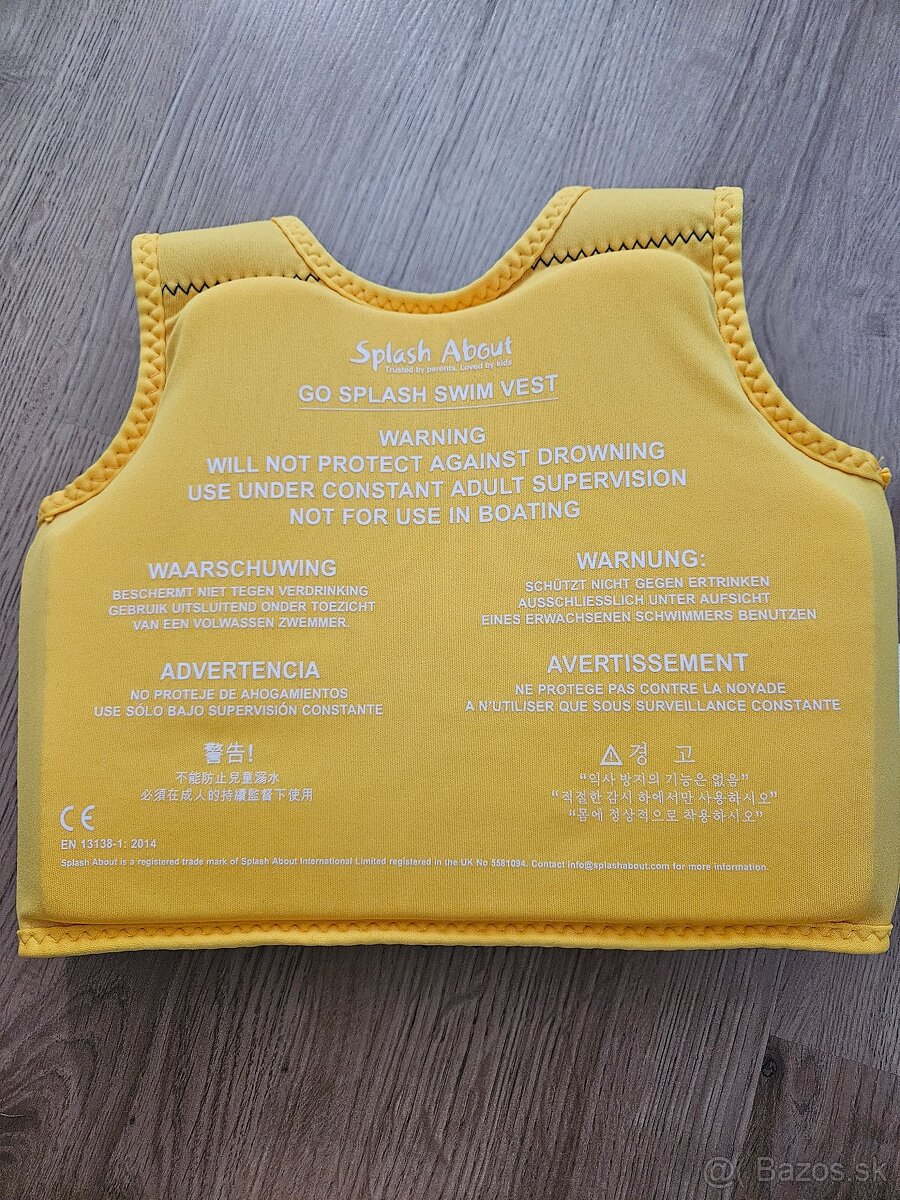 Splash About
Trusted by parents. Loved by kids
GO SPLASH SWIM VEST
WARNING
WILL NOT PROTECT AGAINST DROWNING
USE UNDER CONSTANT ADULT SUPERVISION
NOT FOR USE IN BOATING
WAARSCHUWING
BESCHERMT NIET TEGEN VERDRINKING
GEBRUIK UITSLUITEND ONDER TOEZICHT
VAN EEN VOLWASSEN ZWEMMER.
WARNUNG:
SCHÜTZT NICHT GEGEN ERTRINKEN
AUSSCHLIESSLICH UNTER AUFSICHT
EINES ERWACHSENEN SCHWIMMERS BENUTZEN
ADVERTENCIA
NO PROTEJE DE AHOGAMIENTOS
USE SÓLO BAJO SUPERVISIÓN CONSTANTE
AVERTISSEMENT
NE PROTEGE PAS CONTRE LA NOYADE
A N'UTILISER QUE SOUS SURVEILLANCE CONSTANTE
警告!
不能防止兒童溺水
必須在成人的持續監督下使用
⚠ 경 고
"익사 방지의 기능은 없음"
"적절한 감시 하에서만 사용하시오"
"몸에 정상적으로 착용하시오"
CE
EN 13138-1: 2014
Splash About is a registered trade mark of Splash About International Limited registered in the UK No 5581094. Contact info@splashabout.com for more information.
@ Bazos.sk